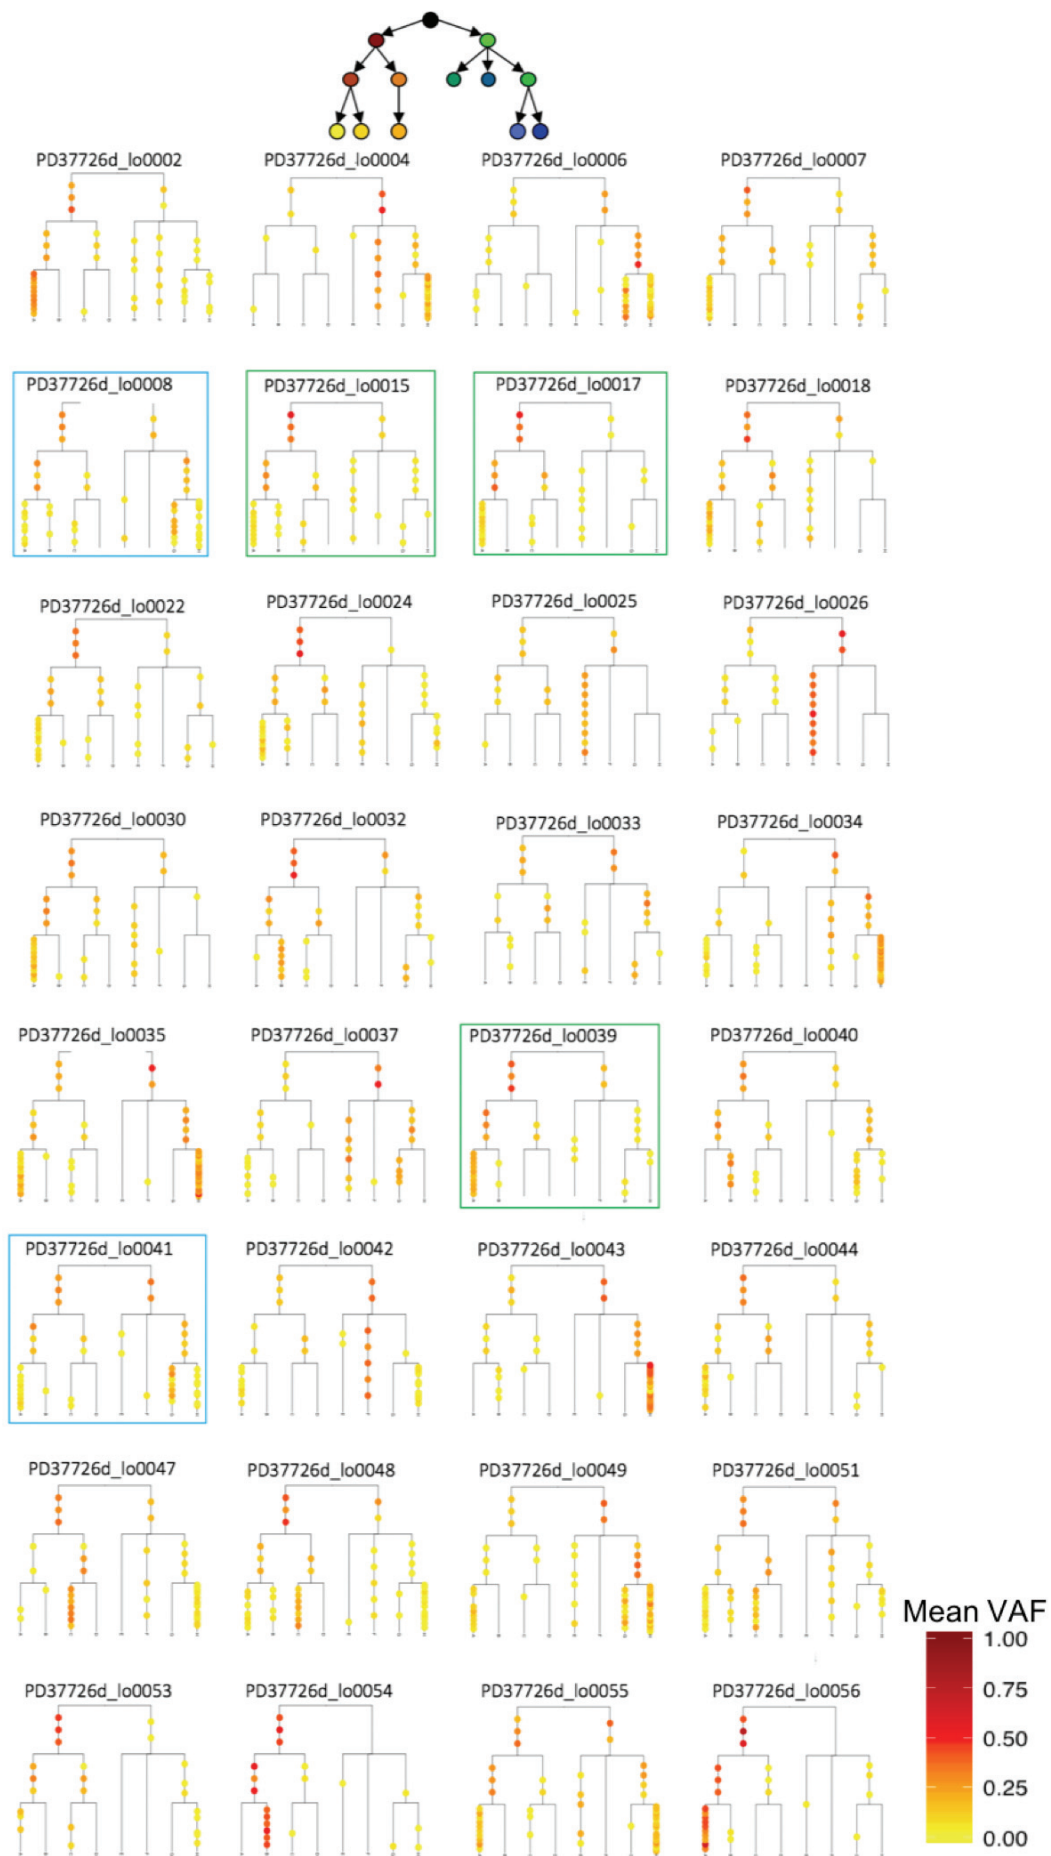 PD37726d_lo0002 PD37726d_lo0004 PD37726d_lo0006 PD37726d_lo0007
PD37726d_lo0008 PD37726d_lo0015 PD37726d_lo0017 PD37726d_lo0018
PD37726d_lo0022 PD37726d_lo0024 PD37726d_lo0025 PD37726d_lo0026
PD37726d_lo0030 PD37726d_lo0032 PD37726d_lo0033 PD37726d_lo0034
PD37726d_lo0035 PD37726d_lo0037 PD37726d_lo0039 PD37726d_lo0040
PD37726d_lo0041 PD37726d_lo0042 PD37726d_lo0043 PD37726d_lo0044
PD37726d_lo0047 PD37726d_lo0048 PD37726d_lo0049 PD37726d_lo0051
PD37726d_lo0053 PD37726d_lo0054 PD37726d_lo0055 PD37726d_lo0056
Mean VAF
1.00
0.75
0.50
0.25
0.00